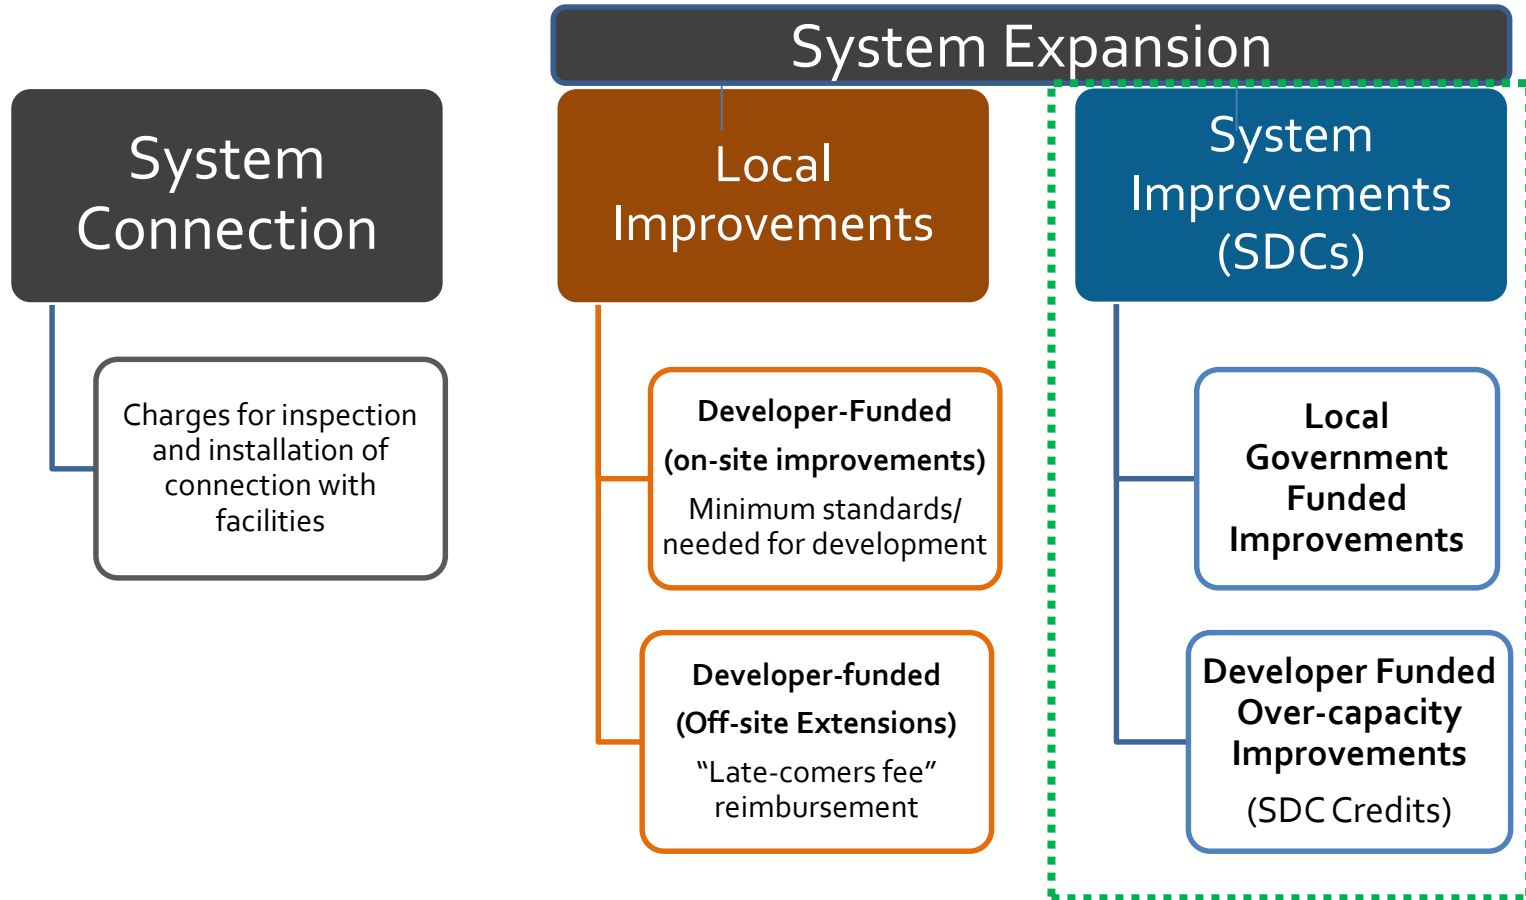 System Expansion
System
Connection
Charges for inspection
and installation of
connection with
facilities
Local
Improvements
Developer-Funded
(on-site improvements)
Minimum standards/
needed for development
Developer-funded
(Off-site Extensions)
“Late-comers fee”
reimbursement
System
Improvements
(SDCs)
Local
Government
Funded
Improvements
Developer Funded
Over-capacity
Improvements
(SDC Credits)